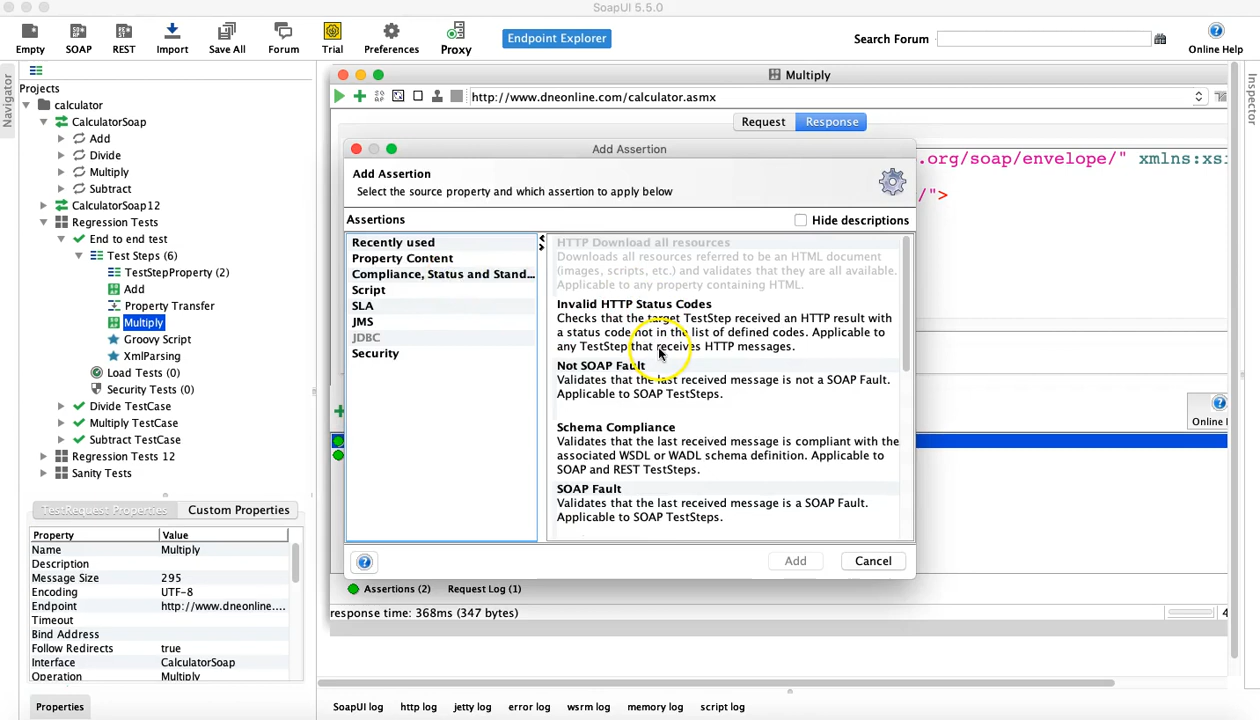 SoapUI 5.5.0
Empty
SOAP
REST
Import
Save All
Forum
Trial
Preferences
Proxy
Endpoint Explorer
Search Forum
Online Help
Navigator
Inspector
Projects
calculator
CalculatorSoap
Add
Divide
Multiply
Subtract
CalculatorSoap12
Regression Tests
End to end test
Test Steps (6)
TestStepProperty (2)
Add
Property Transfer
Multiply
Groovy Script
XmlParsing
Load Tests (0)
Security Tests (0)
Divide TestCase
Multiply TestCase
Subtract TestCase
Regression Tests 12
Sanity Tests
TestRequest Properties
Custom Properties
Property Value
Name Multiply
Description
Message Size 295
Encoding UTF-8
Endpoint http://www.dneonline....
Timeout
Bind Address
Follow Redirects true
Interface CalculatorSoap
Operation Multiply
Properties
Multiply
http://www.dneonline.com/calculator.asmx
Request
Response
.org/soap/envelope/" xmlns:xsi
/">
Add Assertion
Add Assertion
Select the source property and which assertion to apply below
Assertions
Hide descriptions
Recently used
Property Content
Compliance, Status and Stand...
Script
SLA
JMS
JDBC
Security
HTTP Download all resources
Downloads all resources referred to be an HTML document
(images, scripts, etc.) and validates that they are all available.
Applicable to any property containing HTML.
Invalid HTTP Status Codes
Checks that the target TestStep received an HTTP result with
a status code not in the list of defined codes. Applicable to
any TestStep that receives HTTP messages.
Not SOAP Fault
Validates that the last received message is not a SOAP Fault.
Applicable to SOAP TestSteps.
Schema Compliance
Validates that the last received message is compliant with the
associated WSDL or WADL schema definition. Applicable to
SOAP and REST TestSteps.
SOAP Fault
Validates that the last received message is a SOAP Fault.
Applicable to SOAP TestSteps.
Add
Cancel
Online
Assertions (2)
Request Log (1)
response time: 368ms (347 bytes)
4
SoapUI log
http log
jetty log
error log
wsrm log
memory log
script log